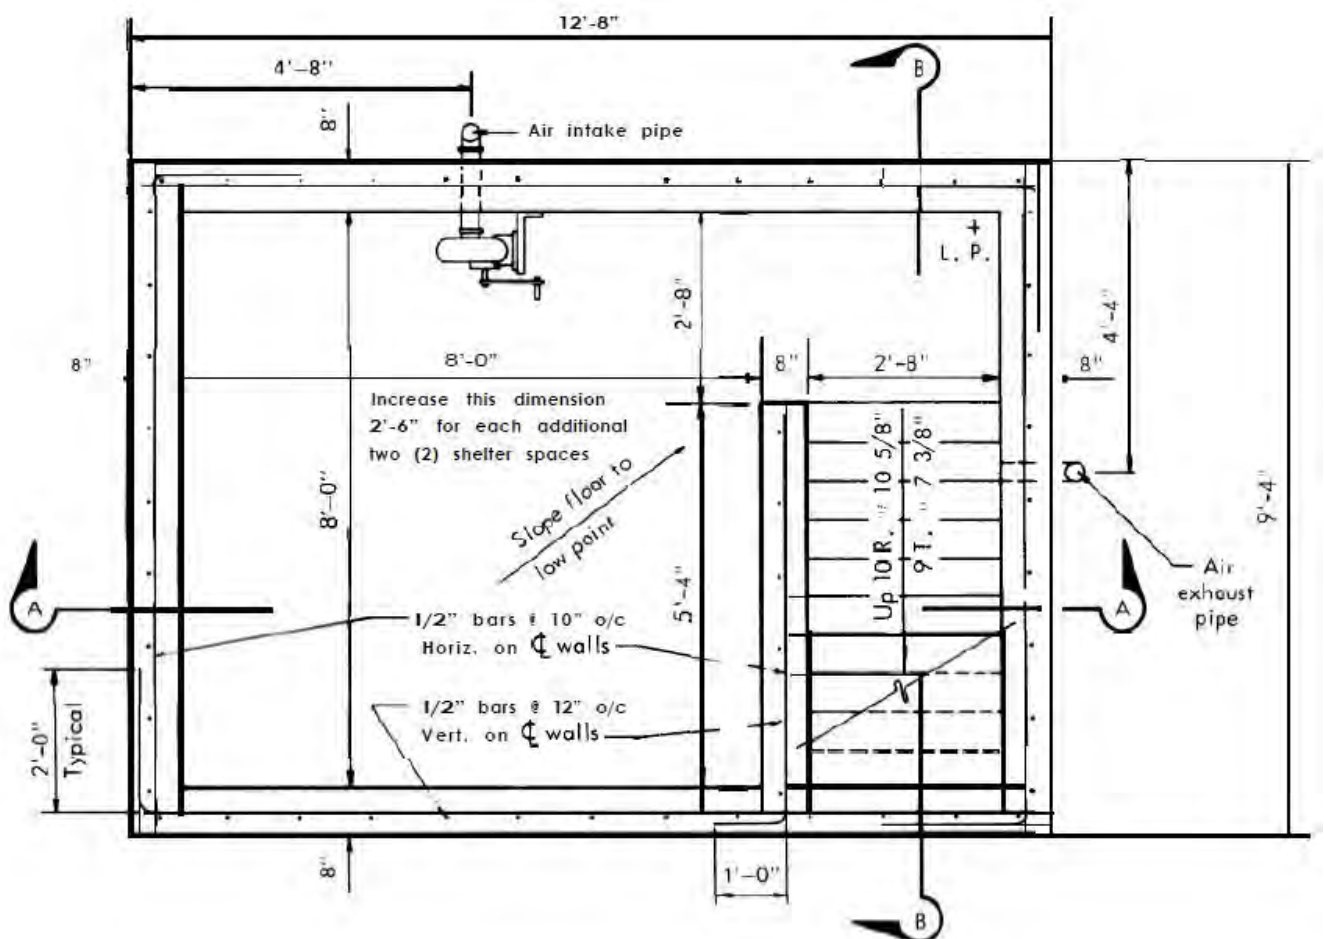 12'-8"
4'-8"
B
8"
Air intake pipe
L. P.
2'-8"
4'-4"
8"
8'-0"
8"
2'-8"
8"
Increase this dimension
2'-6" for each additional
two (2) shelter spaces
Slope floor to
low point
8'-0"
5'-4"
Up 10 R. " 10 5/8"
9 T. " 7 3/8"
9'-4"
A
A
Air
exhaust
pipe
1/2" bars @ 10" o/c
Horiz. on ℄ walls
1/2" bars @ 12" o/c
Vert. on ℄ walls
2'-0"
Typical
8"
1'-0"
B